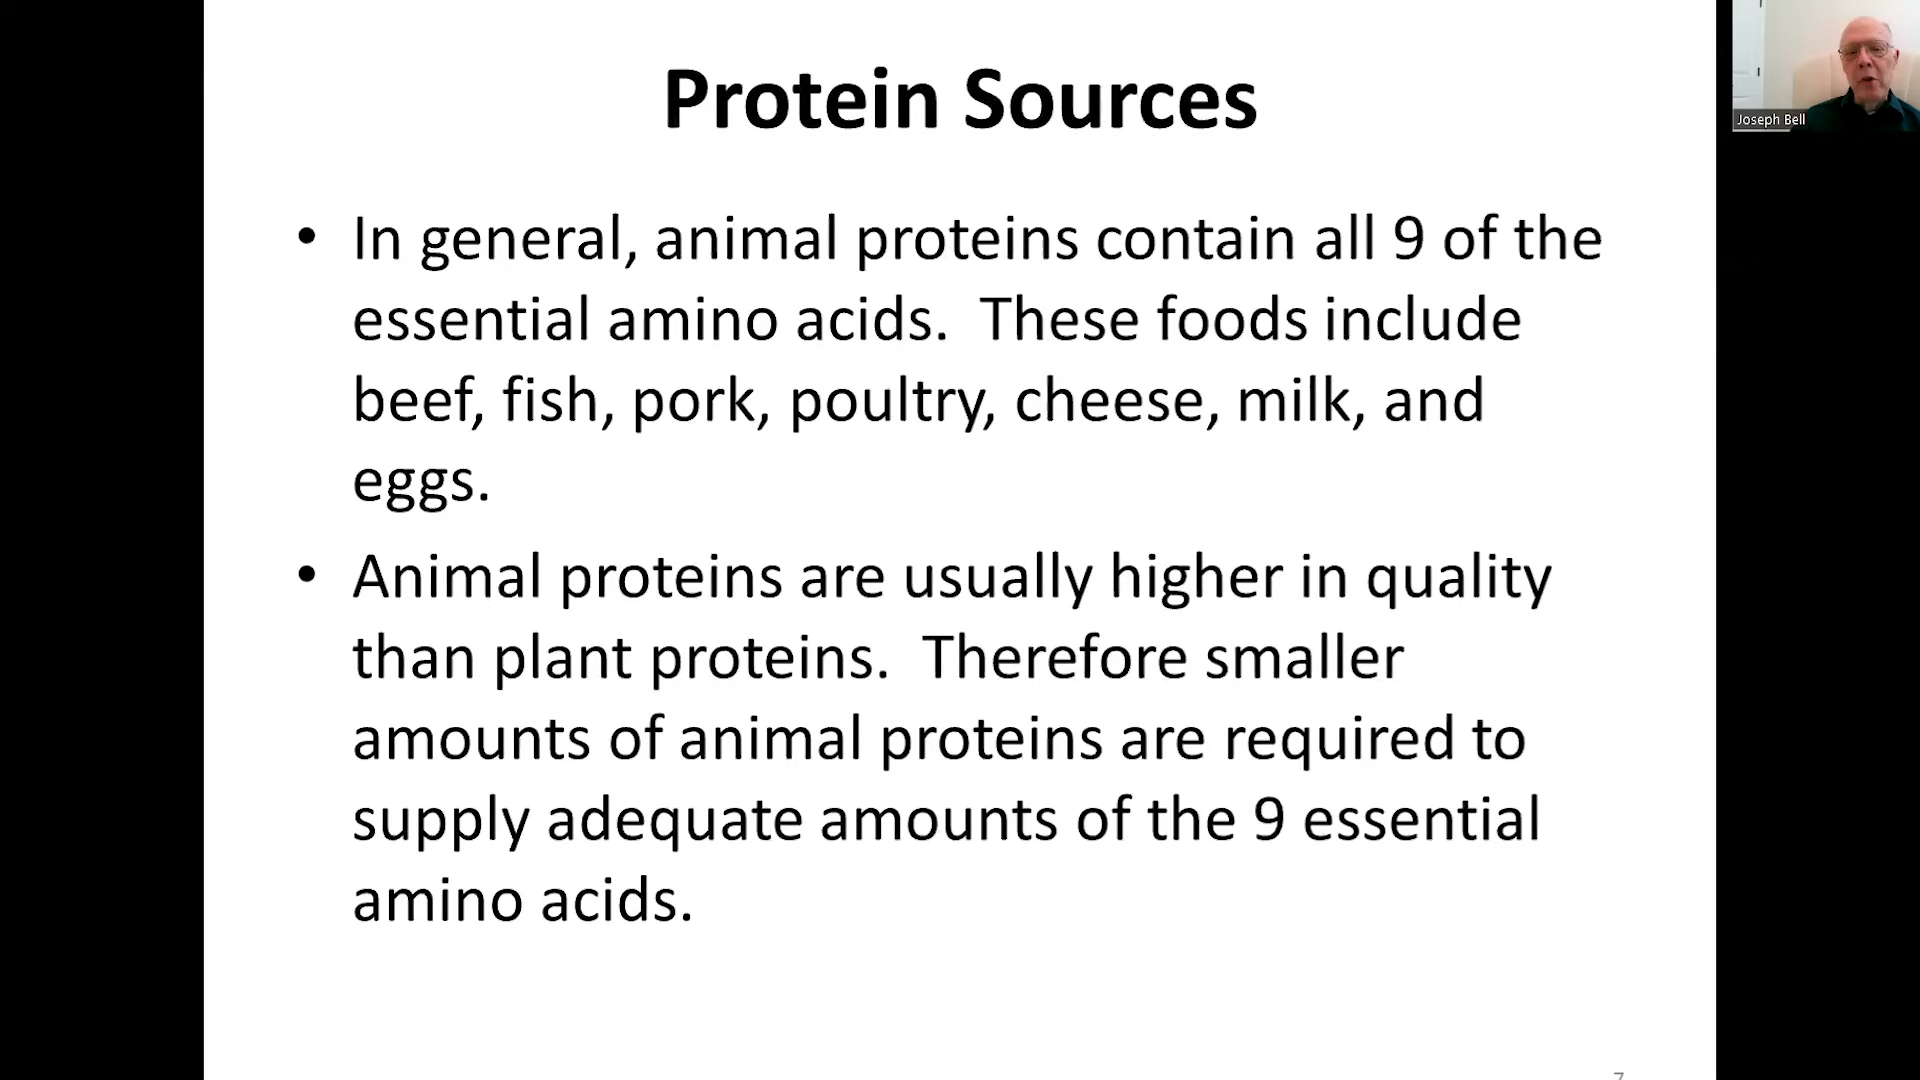 Protein Sources
Joseph Bell
• In general, animal proteins contain all 9 of the
essential amino acids.  These foods include
beef, fish, pork, poultry, cheese, milk, and
eggs.
• Animal proteins are usually higher in quality
than plant proteins.  Therefore smaller
amounts of animal proteins are required to
supply adequate amounts of the 9 essential
amino acids.
7